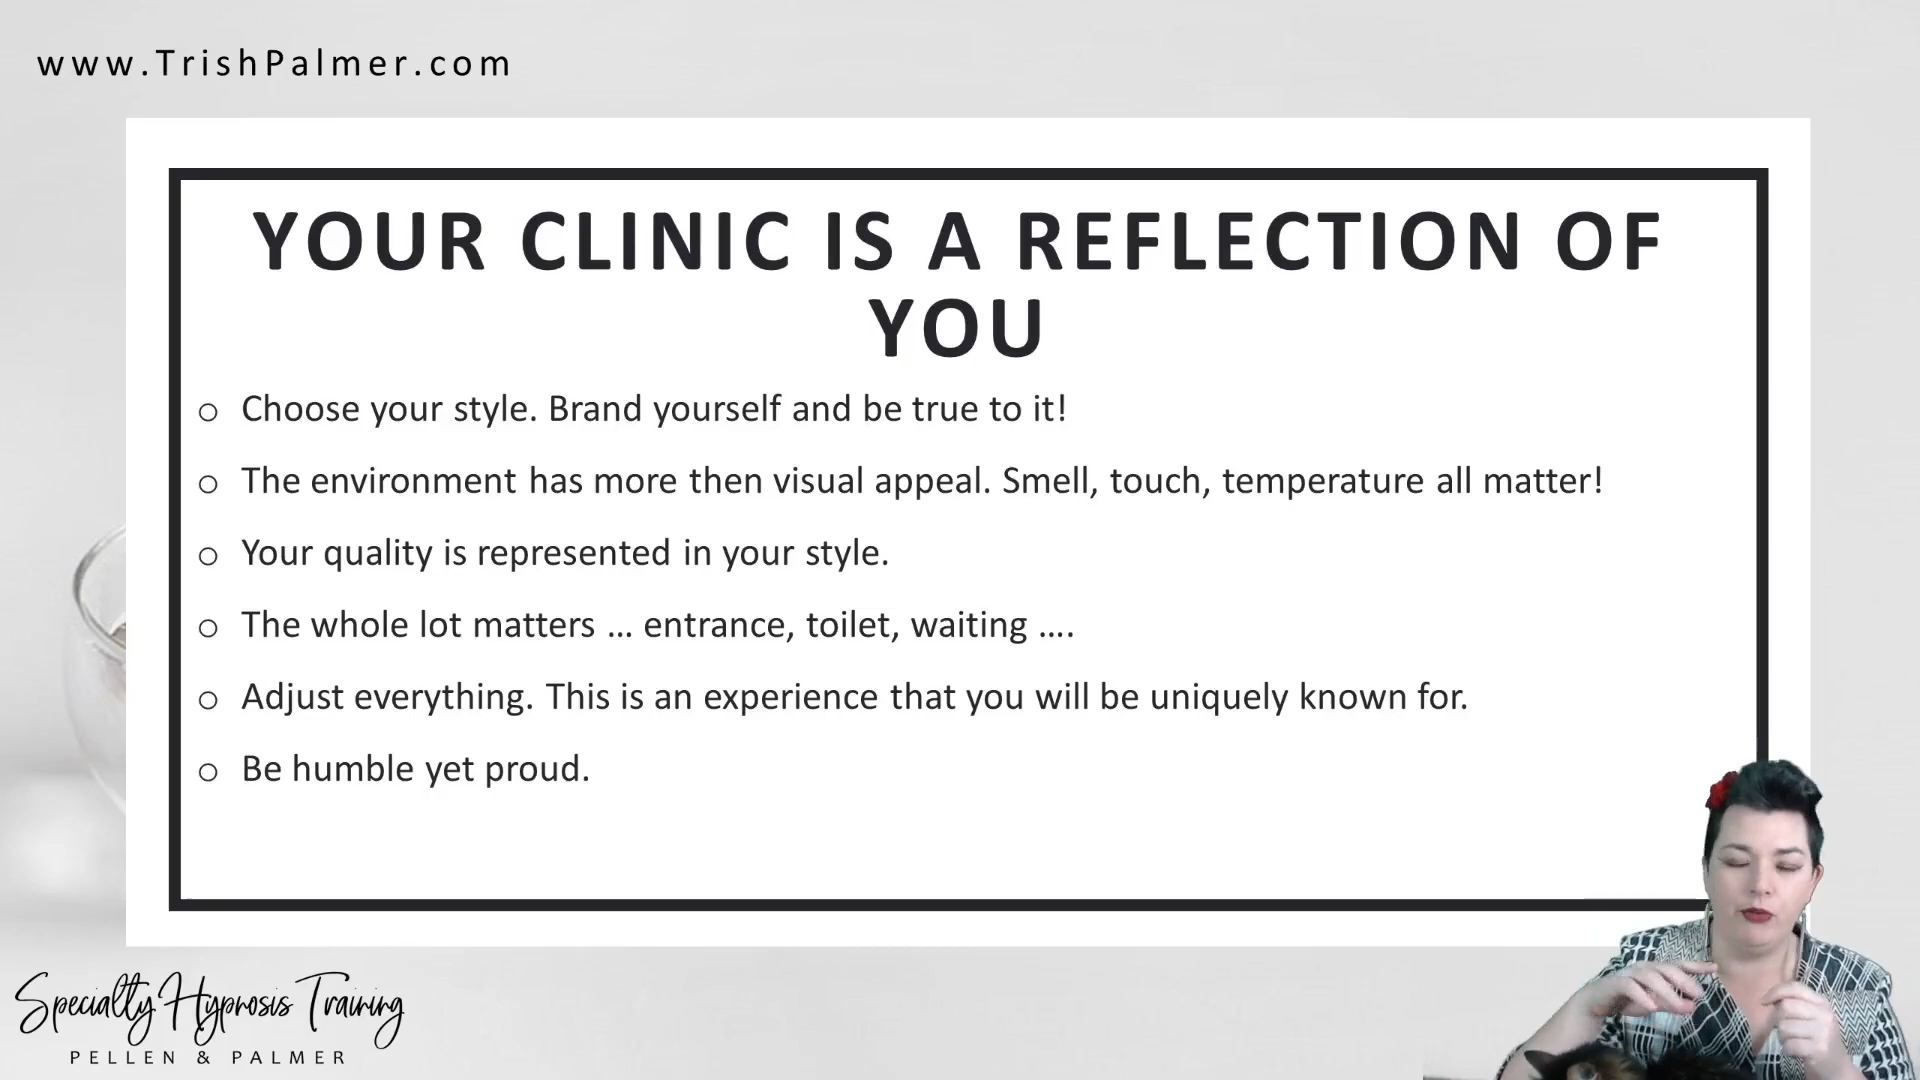 www.TrishPalmer.com
YOUR CLINIC IS A REFLECTION OF
YOU
o Choose your style. Brand yourself and be true to it!
o The environment has more then visual appeal. Smell, touch, temperature all matter!
o Your quality is represented in your style.
o The whole lot matters ... entrance, toilet, waiting ....
o Adjust everything. This is an experience that you will be uniquely known for.
o Be humble yet proud.
Specialty Hypnosis Training
PELLEN & PALMER